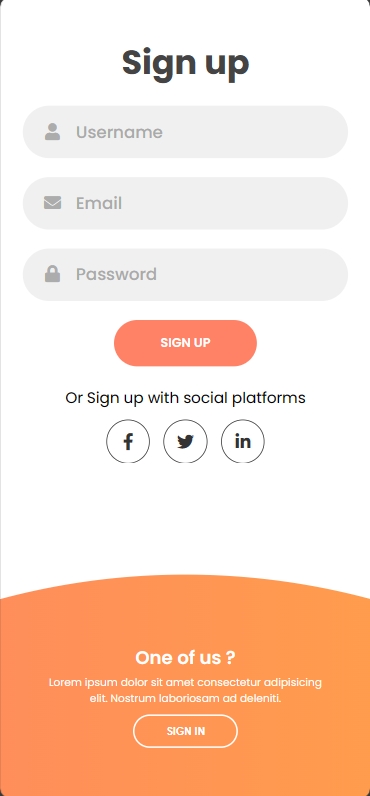 Sign up
Username
Email
Password
SIGN UP
Or Sign up with social platforms
One of us ?
Lorem ipsum dolor sit amet consectetur adipisicing
elit. Nostrum laboriosam ad deleniti.
SIGN IN